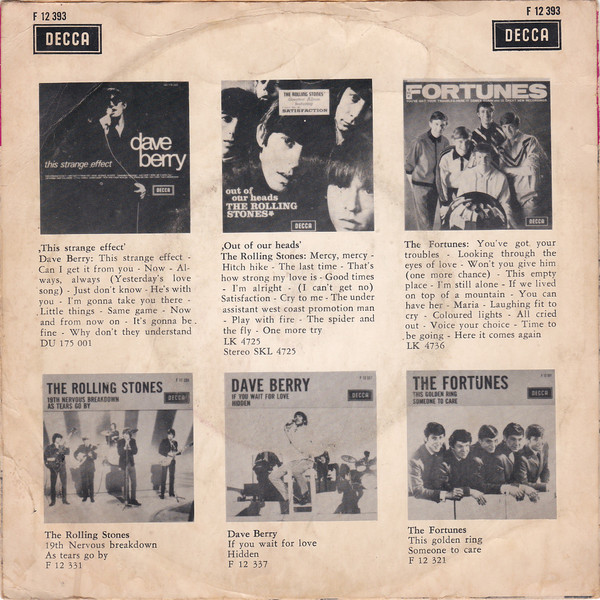 F 12 393
F 12 393
DECCA
DECCA
dave
berry
this strange effect
DECCA
THE ROLLING STONES
SATISFACTION
out of
our heads
THE ROLLING
STONES
DECCA
THE FORTUNES
DECCA
‚This strange effect'
Dave Berry: This strange effect -
Can I get it from you - Now - Al-
ways, always (Yesterday's love
song) - Just don't know - He's with
you - I'm gonna take you there -
Little things - Same game - Now
and from now on - It's gonna be
fine - Why don't they understand
DU 175 001
‚Out of our heads'
The Rolling Stones: Mercy, mercy -
Hitch hike - The last time - That's
how strong my love is - Good times
- I'm alright - (I can't get no)
Satisfaction - Cry to me - The under
assistant west coast promotion man
- Play with fire - The spider and
the fly - One more try
LK 4725
Stereo SKL 4725
The Fortunes: You've got your
troubles - Looking through the
eyes of love - Won't you give him
(one more chance) - This empty
place - I'm still alone - If we lived
on top of a mountain - You can
have her - Maria - Laughing fit to
cry - Coloured lights - All cried
out - Voice your choice - Time to
be going - Here it comes again
LK 4736
THE ROLLING STONES
19TH NERVOUS BREAKDOWN
AS TEARS GO BY
DECCA
DAVE BERRY
IF YOU WAIT FOR LOVE
HIDDEN
DECCA
THE FORTUNES
THIS GOLDEN RING
SOMEONE TO CARE
DECCA
The Rolling Stones
19th Nervous breakdown
As tears go by
F 12 331
Dave Berry
If you wait for love
Hidden
F 12 337
The Fortunes
This golden ring
Someone to care
F 12 321